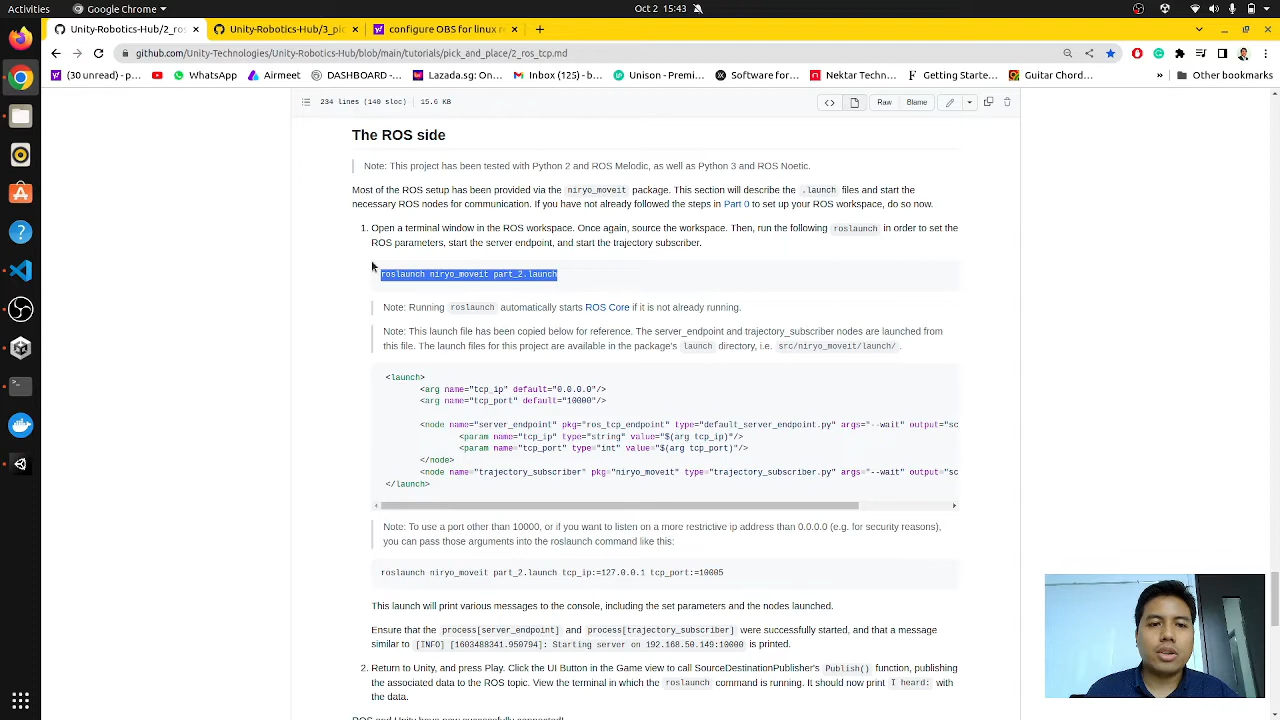 Activities
Google Chrome
Oct 2 15:43
Unity-Robotics-Hub/2_ros
Unity-Robotics-Hub/3_pic
configure OBS for linux re
github.com/Unity-Technologies/Unity-Robotics-Hub/blob/main/tutorials/pick_and_place/2_ros_tcp.md
(30 unread) - p...
WhatsApp
Airmeet
DASHBOARD -...
Lazada.sg: On...
Inbox (125) - b...
Unison - Premi...
Software for...
Nektar Techn...
Getting Starte...
Guitar Chord...
»
Other bookmarks
234 lines (140 sloc) 15.6 KB
Raw
Blame
The ROS side
Note: This project has been tested with Python 2 and ROS Melodic, as well as Python 3 and ROS Noetic.
Most of the ROS setup has been provided via the niryo_moveit package. This section will describe the .launch files and start the
necessary ROS nodes for communication. If you have not already followed the steps in Part 0 to set up your ROS workspace, do so now.
1. Open a terminal window in the ROS workspace. Once again, source the workspace. Then, run the following roslaunch in order to set the
ROS parameters, start the server endpoint, and start the trajectory subscriber.
roslaunch niryo_moveit part_2.launch
Note: Running roslaunch automatically starts ROS Core if it is not already running.
Note: This launch file has been copied below for reference. The server_endpoint and trajectory_subscriber nodes are launched from
this file. The launch files for this project are available in the package's launch directory, i.e. src/niryo_moveit/launch/.
<launch>
<arg name="tcp_ip" default="0.0.0.0"/>
<arg name="tcp_port" default="10000"/>
<node name="server_endpoint" pkg="ros_tcp_endpoint" type="default_server_endpoint.py" args="--wait" output="sc
<param name="tcp_ip" type="string" value="$(arg tcp_ip)"/>
<param name="tcp_port" type="int" value="$(arg tcp_port)"/>
</node>
<node name="trajectory_subscriber" pkg="niryo_moveit" type="trajectory_subscriber.py" args="--wait" output="sc
</launch>
Note: To use a port other than 10000, or if you want to listen on a more restrictive ip address than 0.0.0.0 (e.g. for security reasons),
you can pass those arguments into the roslaunch command like this:
roslaunch niryo_moveit part_2.launch tcp_ip:=127.0.0.1 tcp_port:=10005
This launch will print various messages to the console, including the set parameters and the nodes launched.
Ensure that the process[server_endpoint] and process[trajectory_subscriber] were successfully started, and that a message
similar to [INFO] [1603488341.950794]: Starting server on 192.168.50.149:10000 is printed.
2. Return to Unity, and press Play. Click the UI Button in the Game view to call SourceDestinationPublisher's Publish() function, publishing
the associated data to the ROS topic. View the terminal in which the roslaunch command is running. It should now print I heard: with
the data.
ROS and Unity have now successfully connected!